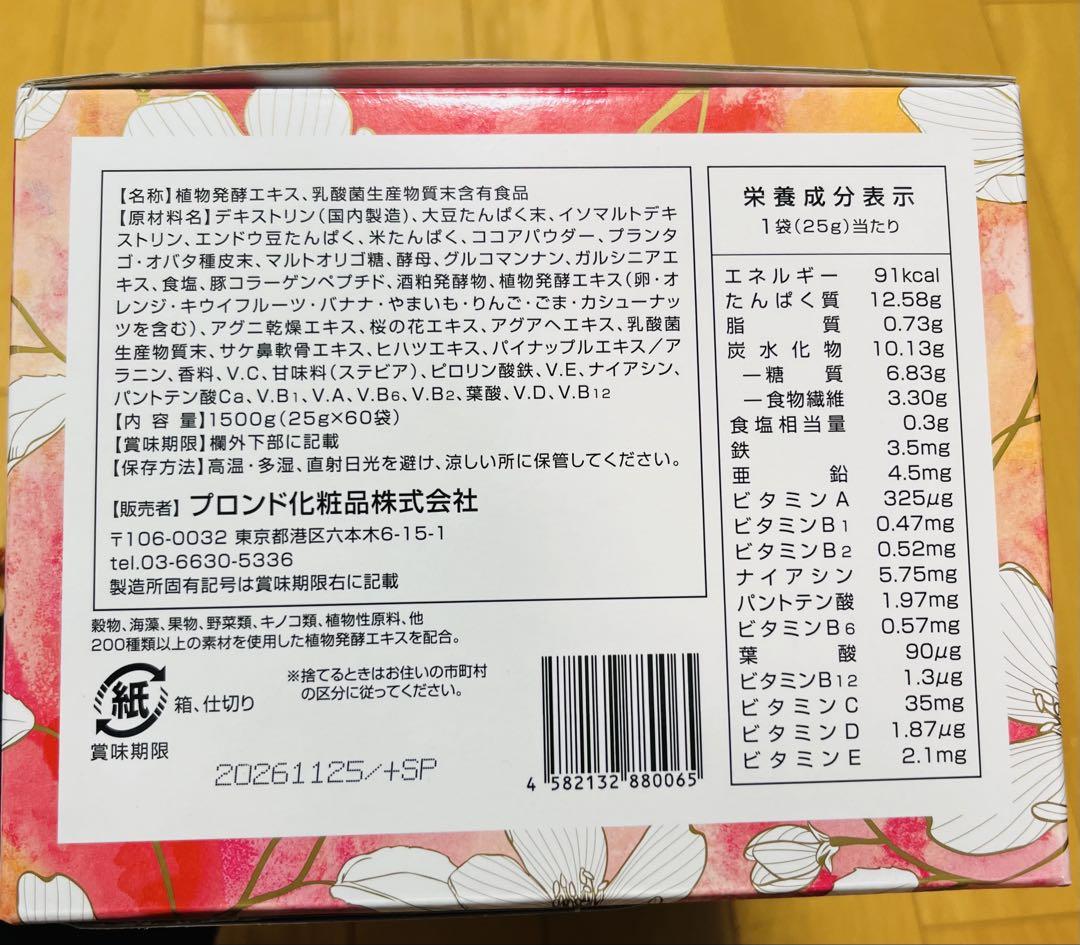 【名称】植物発酵エキス、乳酸菌生産物質末含有食品
【原材料名】デキストリン(国内製造)、大豆たんぱく末、イソマルトデキ
ストリン、エンドウ豆たんぱく、米たんぱく、ココアパウダー、プランタ
ゴ・オバタ種皮末、マルトオリゴ糖、酵母、グルコマンナン、ガルシニアエ
キス、食塩、豚コラーゲンペプチド、酒粕発酵物、植物発酵エキス(卵・オ
レンジ・キウイフルーツ・バナナ・やまいも・りんご・ごま・カシューナッ
ツを含む)、アグニ乾燥エキス、桜の花エキス、アグアヘエキス、乳酸菌
生産物質末、サケ鼻軟骨エキス、ヒハツエキス、パイナップルエキス/ア
ラニン、香料、V.C、甘味料(ステビア)、ピロリン酸鉄、V.E、ナイアシン、
パントテン酸Ca、V.B1、V.A、V.B6、V.B2、葉酸、V.D、V.B12
【内 容 量】1500g(25g×60袋)
【賞味期限】欄外下部に記載
【保存方法】高温・多湿、直射日光を避け、涼しい所に保管してください。
【販売者】プロンド化粧品株式会社
〒106-0032 東京都港区六本木6-15-1
tel.03-6630-5336
製造所固有記号は賞味期限右に記載
穀物、海藻、果物、野菜類、キノコ類、植物性原料、他
200種類以上の素材を使用した植物発酵エキスを配合。
紙
箱、仕切り
※捨てるときはお住いの市町村
の区分に従ってください。
賞味期限
20261125/+SP
4 582132 880065
栄養成分表示
1袋(25g)当たり
エネルギー 91kcal
たんぱく質 12.58g
脂質 0.73g
炭水化物 10.13g
―糖質 6.83g
―食物繊維 3.30g
食塩相当量 0.3g
鉄 3.5mg
亜鉛 4.5mg
ビタミンA 325μg
ビタミンB1 0.47mg
ビタミンB2 0.52mg
ナイアシン 5.75mg
パントテン酸 1.97mg
ビタミンB6 0.57mg
葉酸 90μg
ビタミンB12 1.3μg
ビタミンC 35mg
ビタミンD 1.87μg
ビタミンE 2.1mg